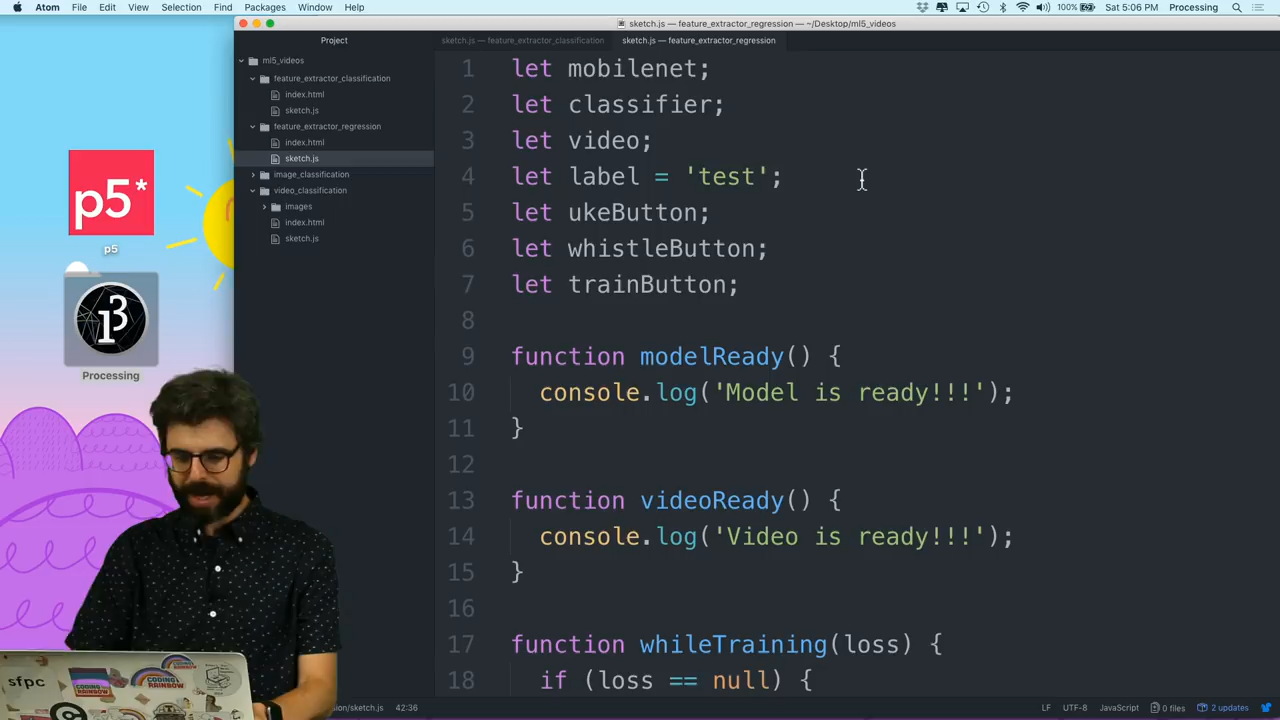 Atom File Edit View Selection Find Packages Window Help 100% Sat 5:06 PM Processing
sketch.js — feature_extractor_regression — ~/Desktop/ml5_videos
Project
sketch.js — feature_extractor_classification
sketch.js — feature_extractor_regression
ml5_videos
feature_extractor_classification
index.html
sketch.js
feature_extractor_regression
index.html
sketch.js
image_classification
video_classification
images
index.html
sketch.js
p5*
p5
Processing
1 let mobilenet;
2 let classifier;
3 let video;
4 let label = 'test';
5 let ukeButton;
6 let whistleButton;
7 let trainButton;
8
9 function modelReady() {
10 console.log('Model is ready!!!');
11 }
12
13 function videoReady() {
14 console.log('Video is ready!!!');
15 }
16
17 function whileTraining(loss) {
18 if (loss == null) {
sfpc
CODING
RAINBOW
ion/sketch.js 42:36 LF UTF-8 JavaScript 0 files 2 updates